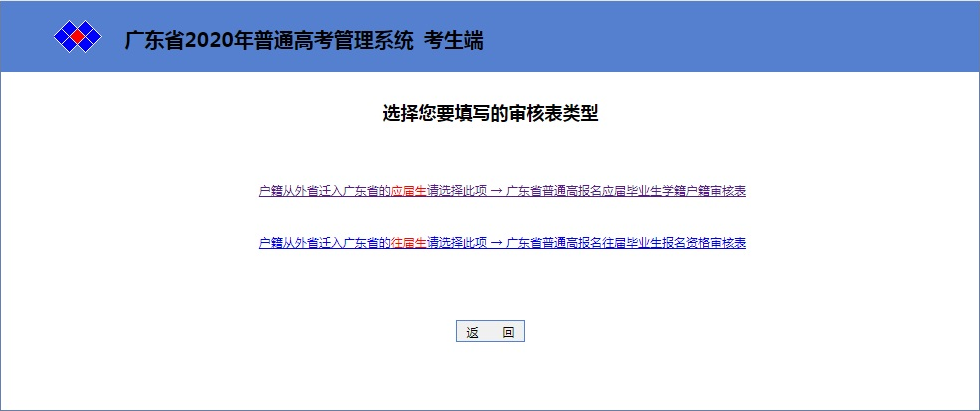 广东省2020年普通高考管理系统 考生端
选择您要填写的审核表类型
户籍从外省迁入广东省的应届生请选择此项 → 广东省普通高报名应届毕业生学籍户籍审核表
户籍从外省迁入广东省的往届生请选择此项 → 广东省普通高报名往届毕业生报名资格审核表
返 回